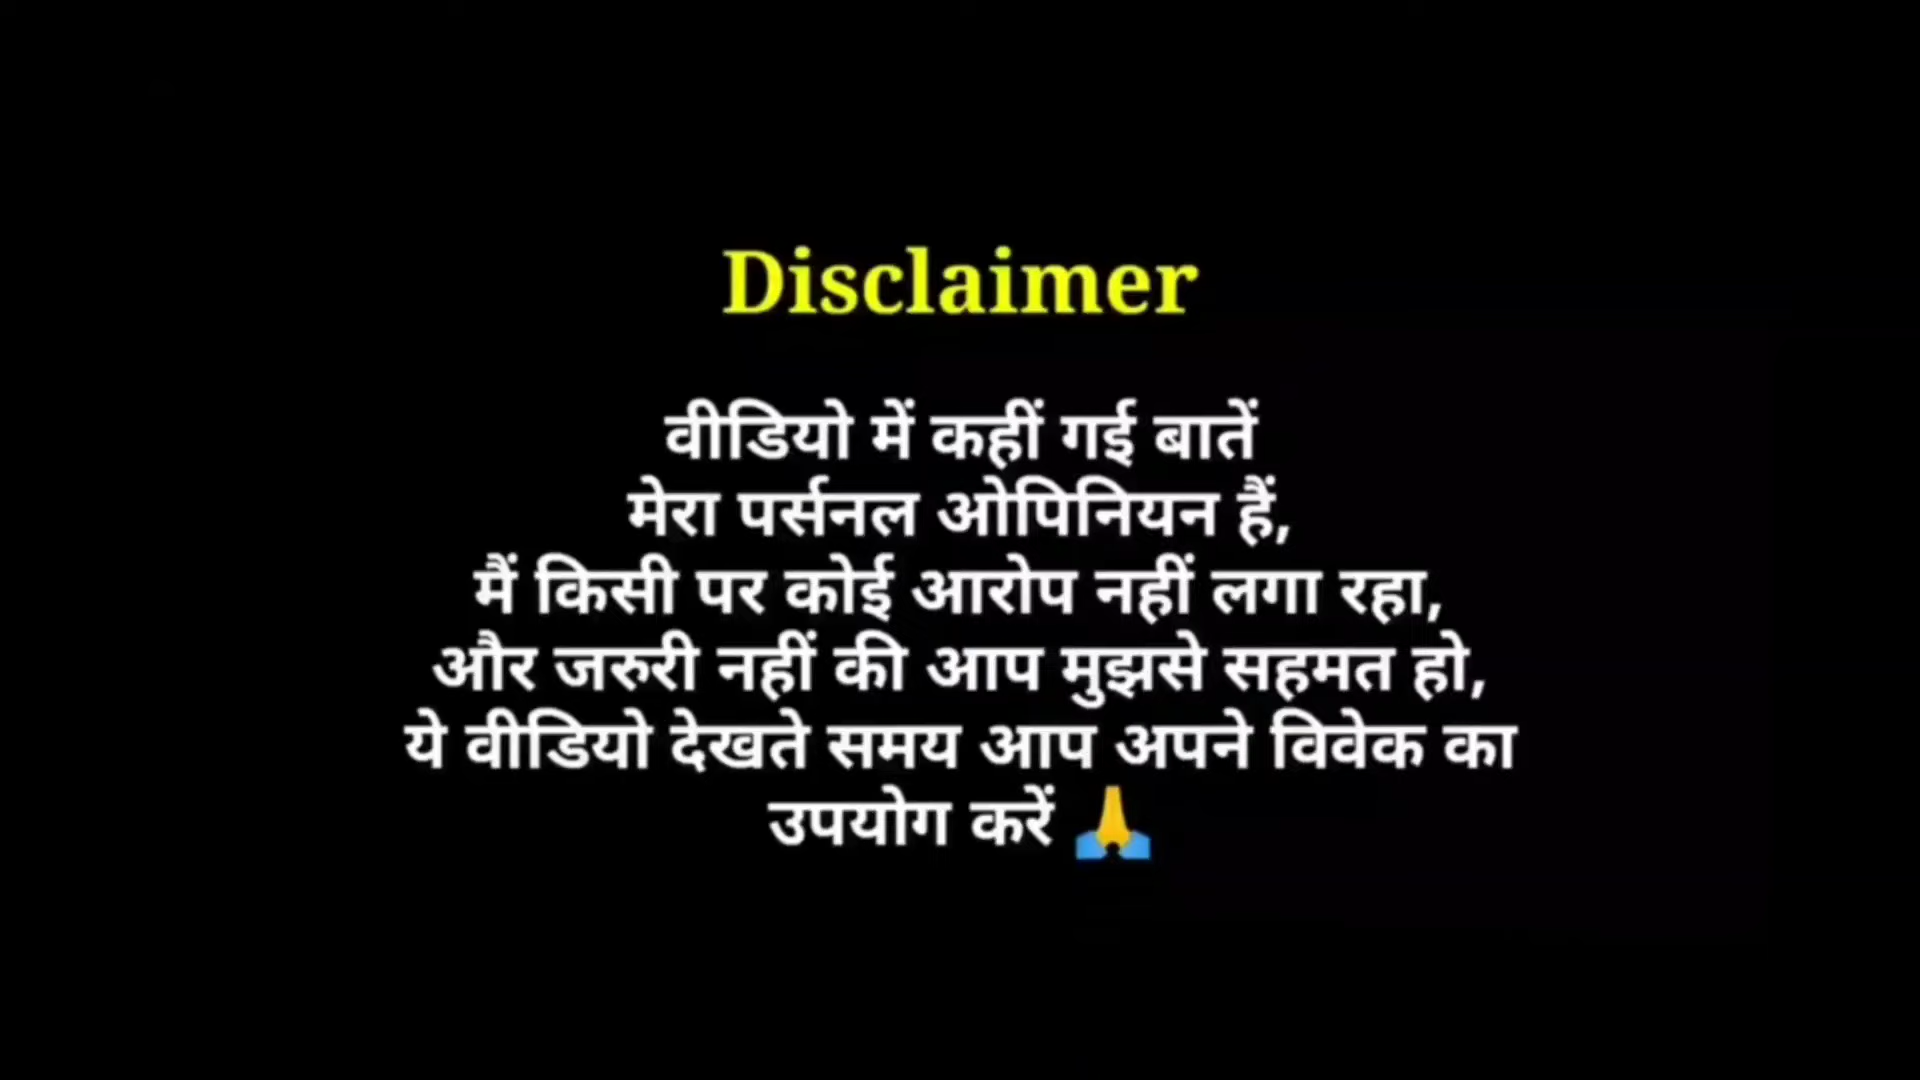 Disclaimer
वीडियो में कहीं गई बातें
मेरा पर्सनल ओपिनियन हैं,
मैं किसी पर कोई आरोप नहीं लगा रहा,
और जरुरी नहीं की आप मुझसे सहमत हो,
ये वीडियो देखते समय आप अपने विवेक का
उपयोग करें 🙏